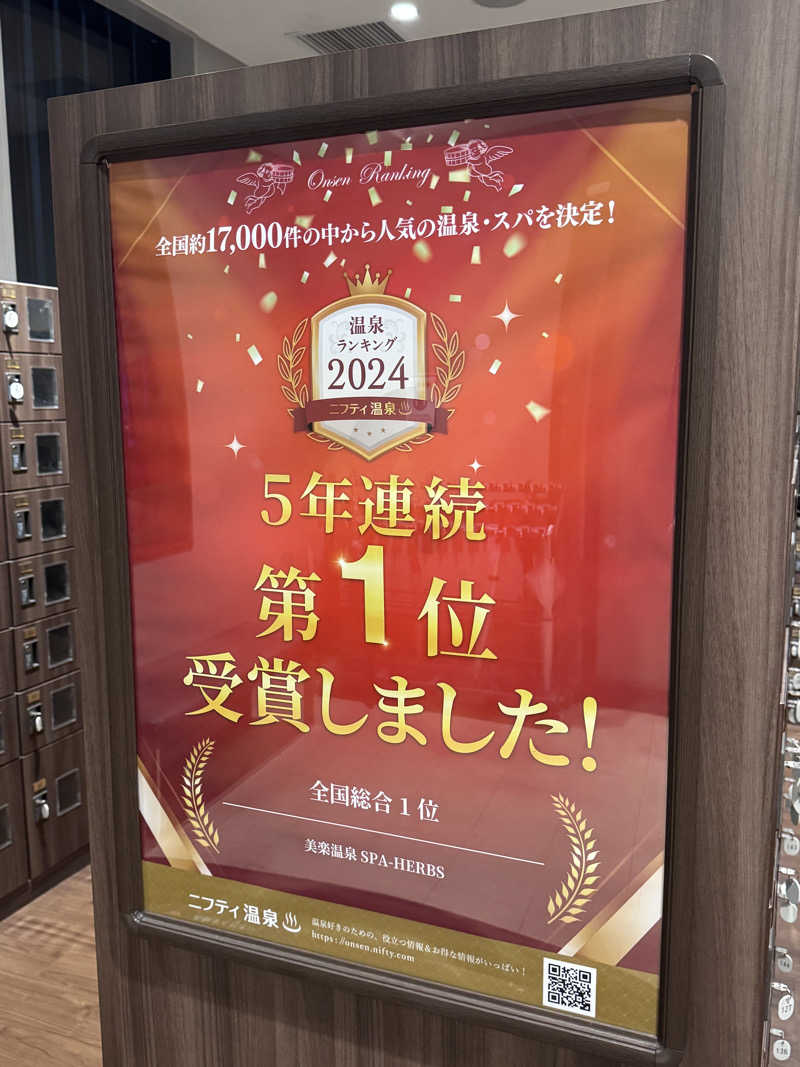 Onsen Ranking
全国約17,000件の中から人気の温泉・スパを決定!
温泉
ランキング
2024
ニフティ温泉
5年連続
第1位
受賞しました!
全国総合1位
美楽温泉 SPA-HERBS
ニフティ温泉
温泉好きのための、役立つ情報&お得な情報がいっぱい!
https://onsen.nifty.com